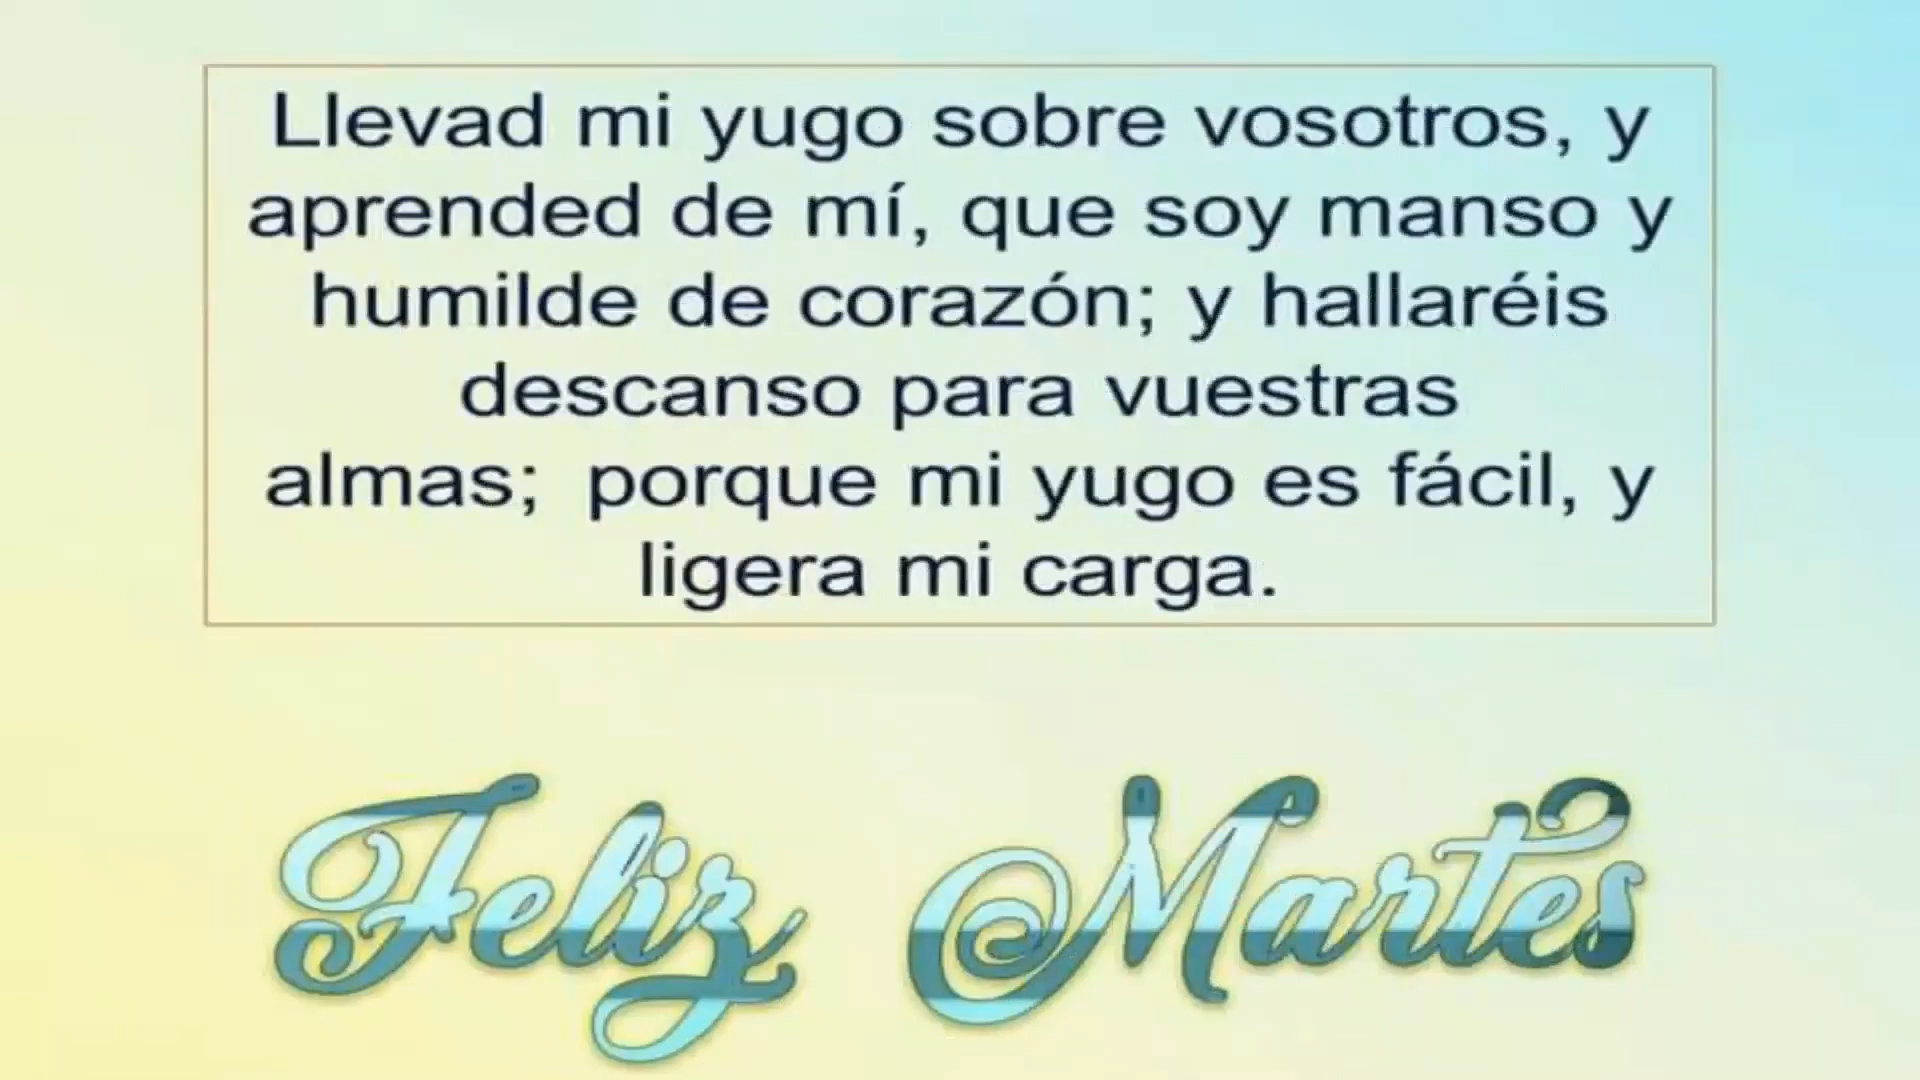 Llevad mi yugo sobre vosotros, y
aprended de mí, que soy manso y
humilde de corazón; y hallaréis
descanso para vuestras
almas;  porque mi yugo es fácil, y
ligera mi carga.
Feliz Martes